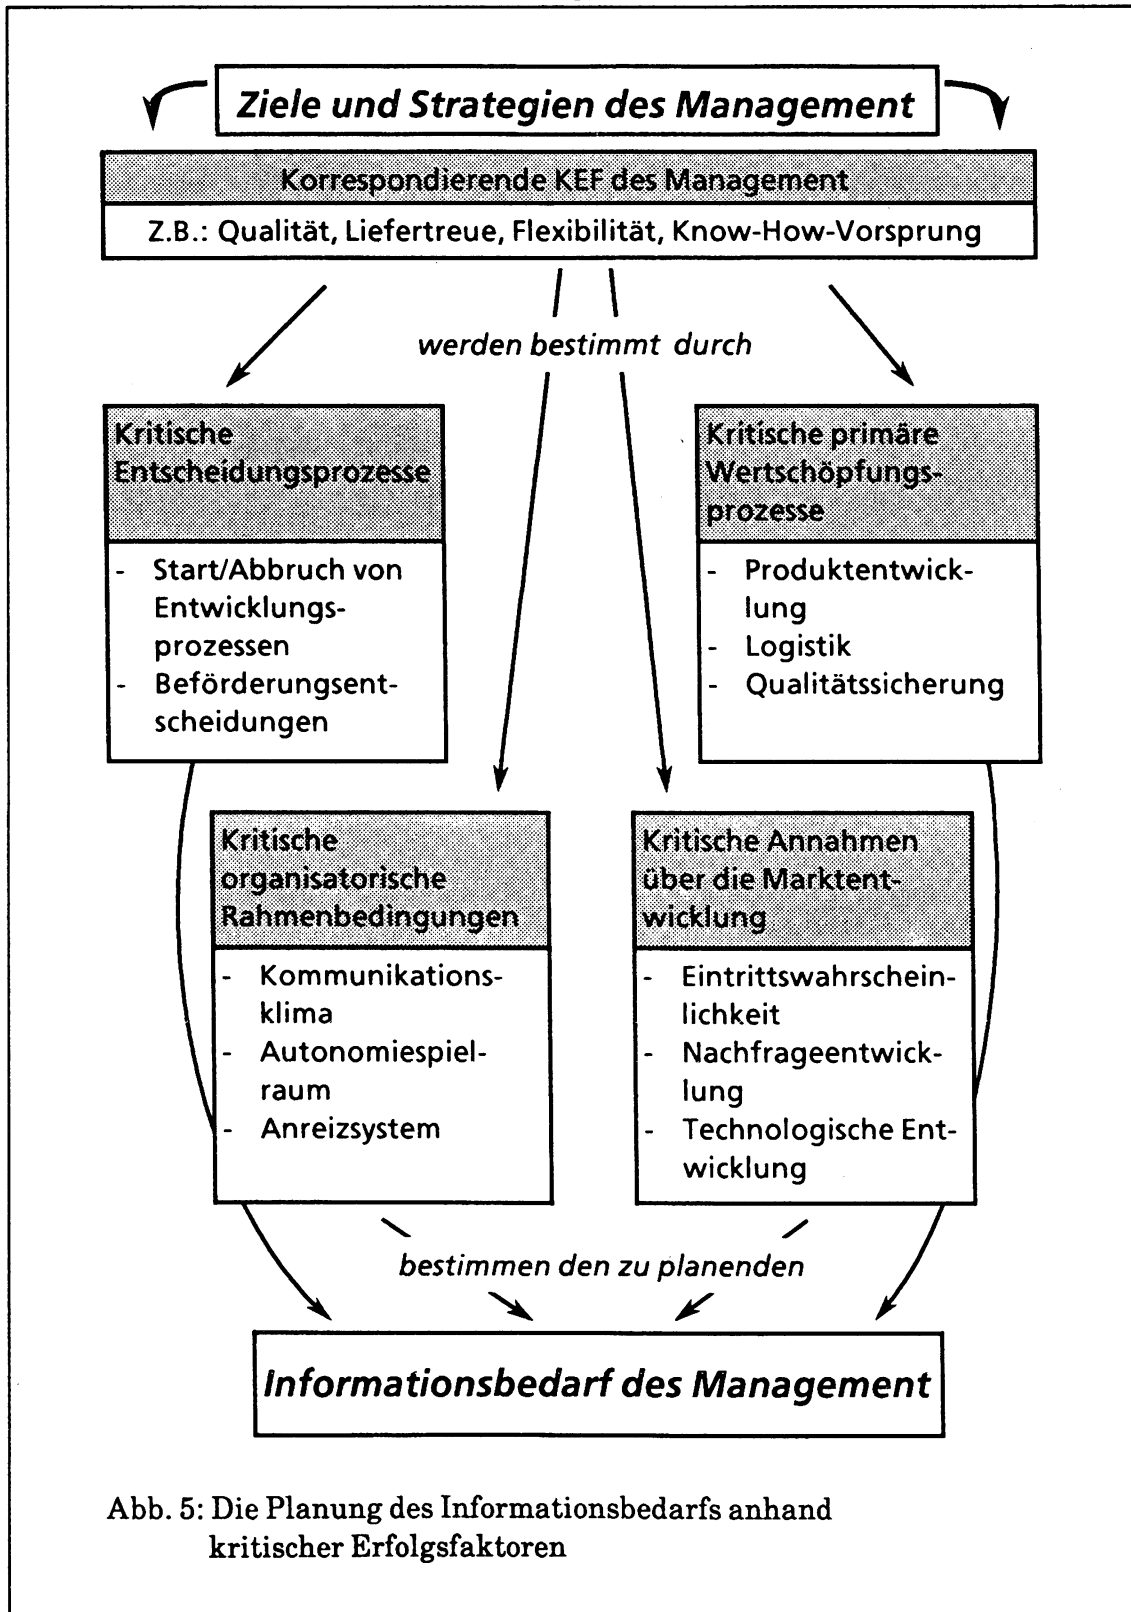 Ziele und Strategien des Management
Korrespondierende KEF des Management
Z.B.: Qualität, Liefertreue, Flexibilität, Know-How-Vorsprung
werden bestimmt durch
Kritische
Entscheidungsprozesse
- Start/Abbruch von
Entwicklungs-
prozessen
- Beförderungsent-
scheidungen
Kritische primäre
Wertschöpfungs-
prozesse
- Produktentwick-
lung
- Logistik
- Qualitätssicherung
Kritische
organisatorische
Rahmenbedingungen
- Kommunikations-
klima
- Autonomiespiel-
raum
- Anreizsystem
Kritische Annahmen
über die Marktent-
wicklung
- Eintrittswahrschein-
lichkeit
- Nachfrageentwick-
lung
- Technologische Ent-
wicklung
bestimmen den zu planenden
Informationsbedarf des Management
Abb. 5: Die Planung des Informationsbedarfs anhand
kritischer Erfolgsfaktoren